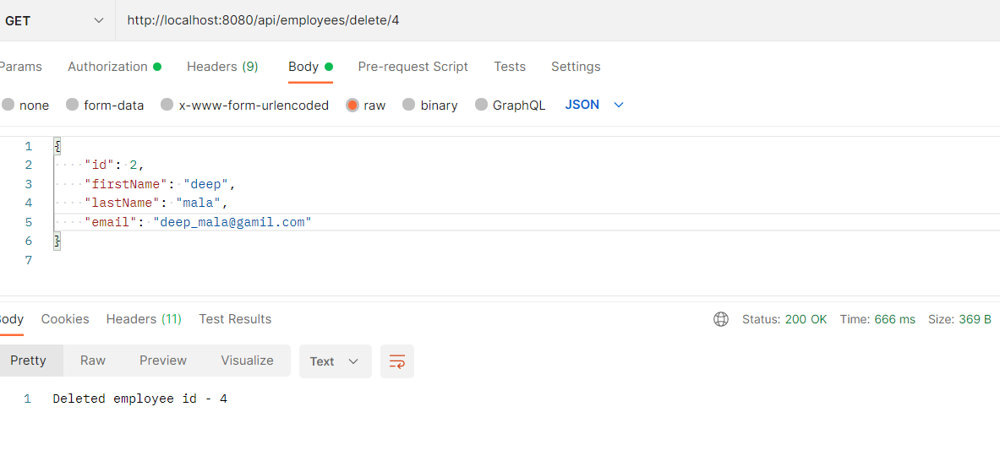 GET http://localhost:8080/api/employees/delete/4
Params Authorization Headers (9) Body Pre-request Script Tests Settings
none form-data x-www-form-urlencoded raw binary GraphQL JSON
1 {
2 "id": 2,
3 "firstName": "deep",
4 "lastName": "mala",
5 "email": "deep_mala@gamil.com"
6 }
7
Body Cookies Headers (11) Test Results Status: 200 OK Time: 666 ms Size: 369 B
Pretty Raw Preview Visualize Text
1 Deleted employee id - 4